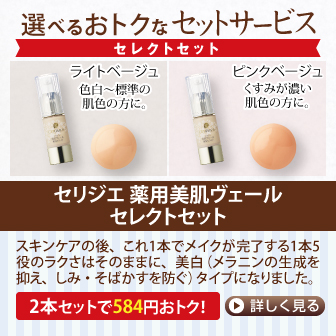 選べるおトクなセットサービス
セレクトセット
ライトベージュ
色白～標準の
肌色の方に。
ピンクベージュ
くすみが濃い
肌色の方に。
セリジエ 薬用美肌ヴェール
セレクトセット
スキンケアの後、これ1本でメイクが完了する1本5
役のラクさはそのままに、美白（メラニンの生成を
抑え、しみ・そばかすを防ぐ）タイプになりました。
2本セットで584円おトク!
詳しく見る